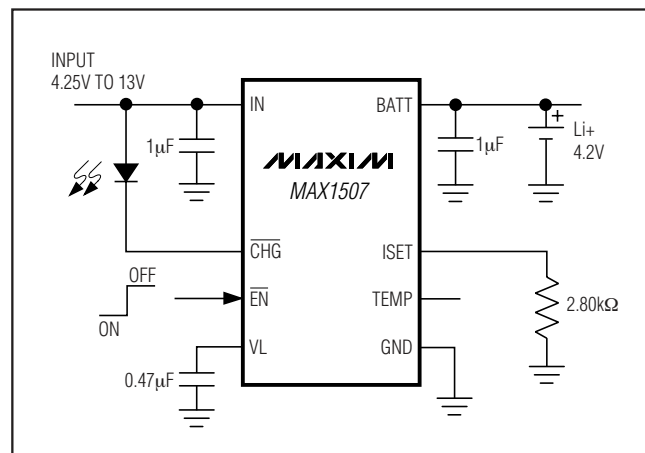 INPUT
4.25V TO 13V
IN
BATT
1µF
1µF
+
Li+
4.2V
MAXIM
MAX1507
CHG
ISET
OFF
ON
EN
TEMP
2.80kΩ
VL
GND
0.47µF